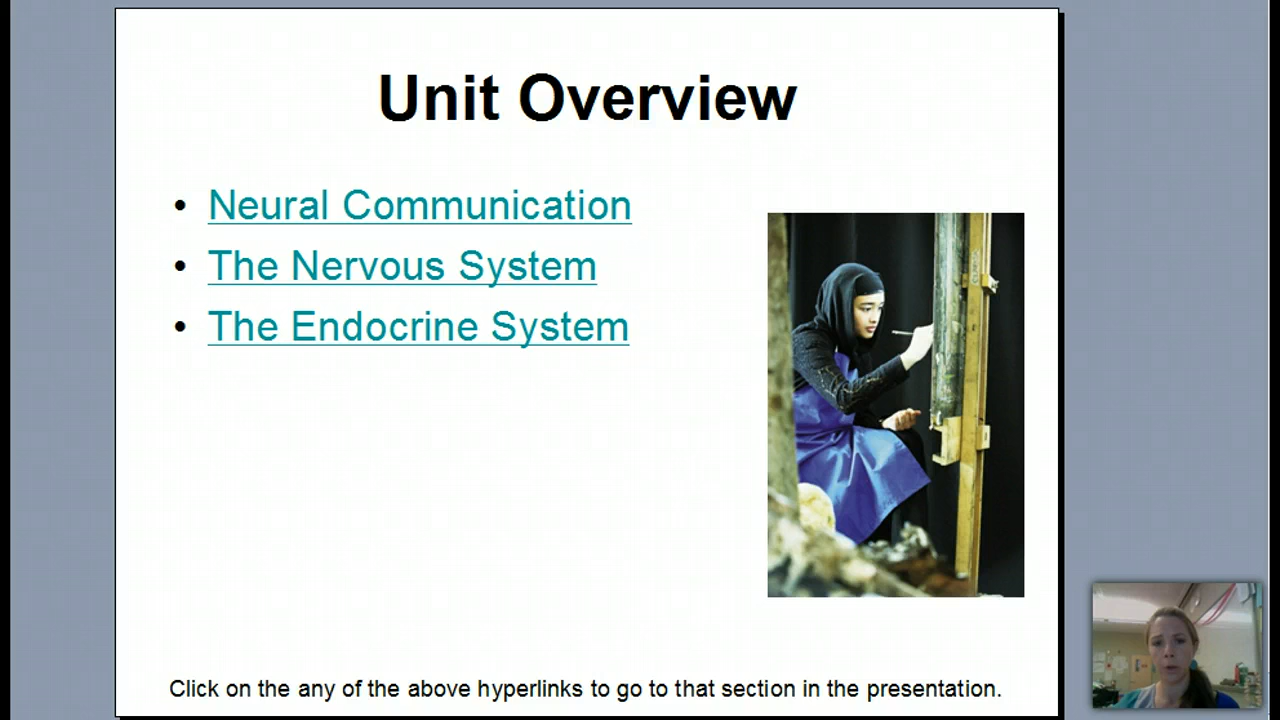 Unit Overview
• Neural Communication
• The Nervous System
• The Endocrine System
Click on the any of the above hyperlinks to go to that section in the presentation.